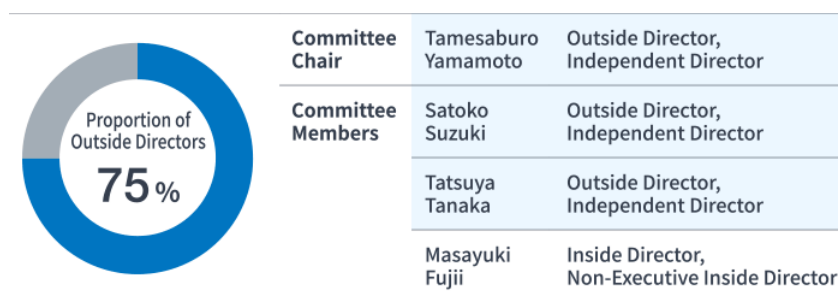 Proportion of
Outside Directors
75 %
Committee
Chair
Tamesaburo
Yamamoto
Outside Director,
Independent Director
Committee
Members
Satoko
Suzuki
Outside Director,
Independent Director
Tatsuya
Tanaka
Outside Director,
Independent Director
Masayuki
Fujii
Inside Director,
Non-Executive Inside Director